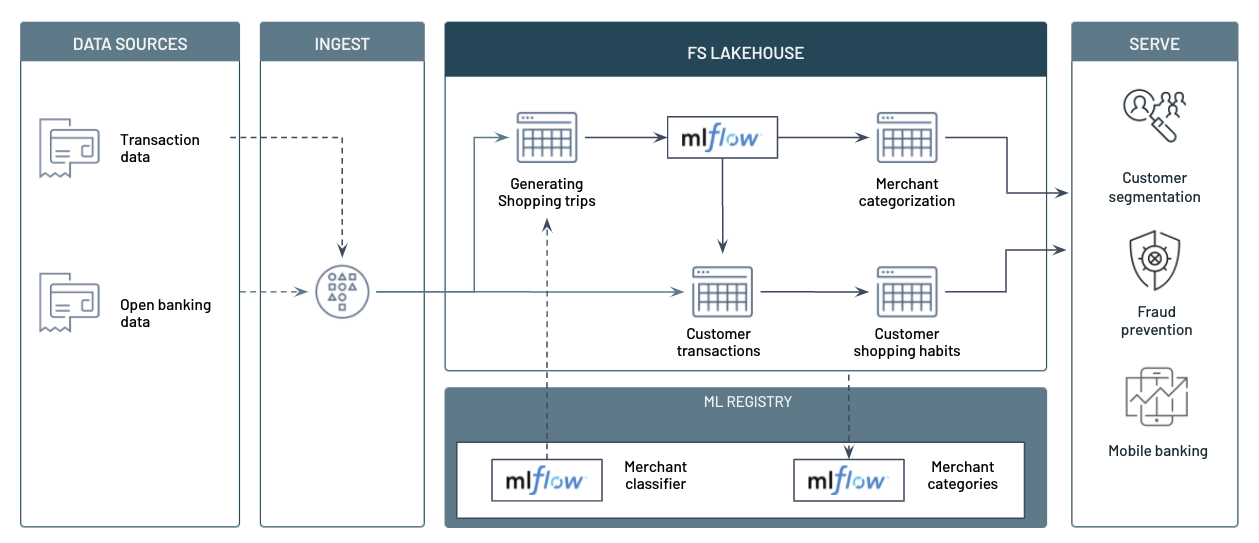 DATA SOURCES
INGEST
FS LAKEHOUSE
SERVE
Transaction
data
Open banking
data
Generating
Shopping trips
mlflow
Merchant
categorization
Customer
transactions
Customer
shopping habits
ML REGISTRY
mlflow
Merchant
classifier
mlflow
Merchant
categories
Customer
segmentation
Fraud
prevention
Mobile banking